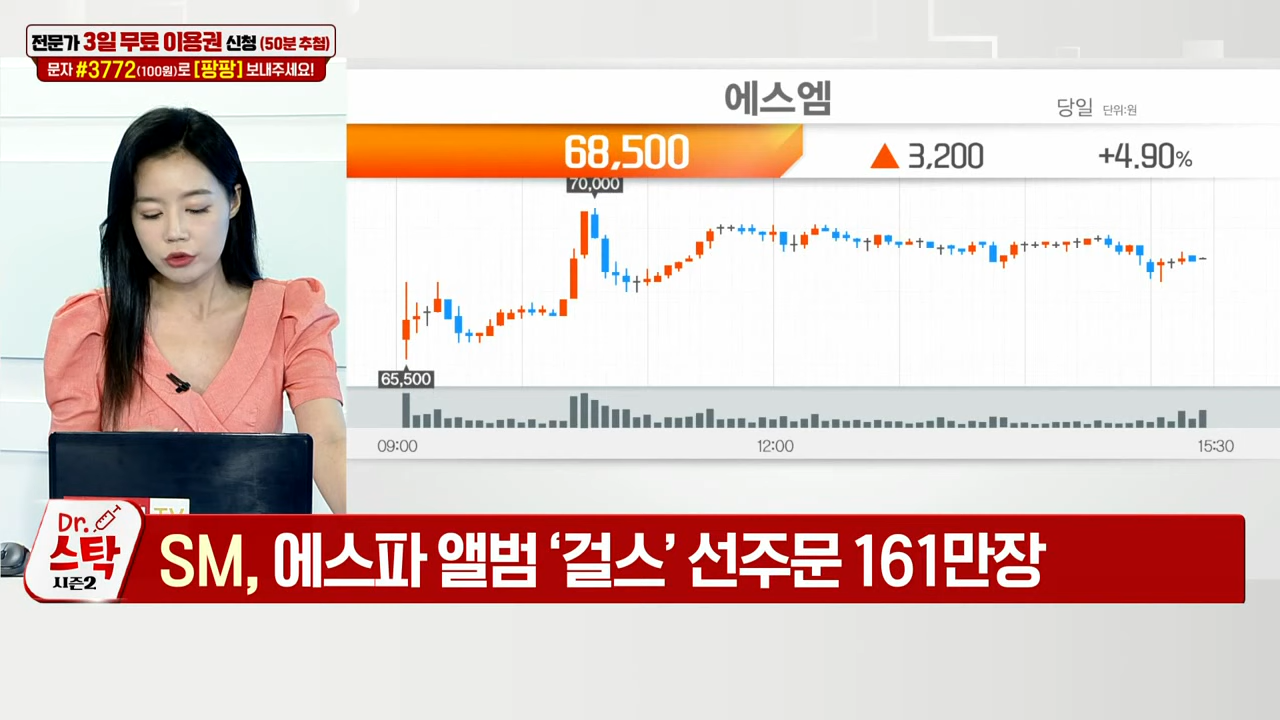 전문가 3일 무료 이용권 신청 (50분 추첨)
문자 #3772(100원)로 [팡팡] 보내주세요!
에스엠
당일 단위:원
68,500 ▲ 3,200 +4.90%
70,000
65,500
09:00 12:00 15:30
TV
Dr.
스탁
시즌2
SM, 에스파 앨범 ‘걸스’ 선주문 161만장